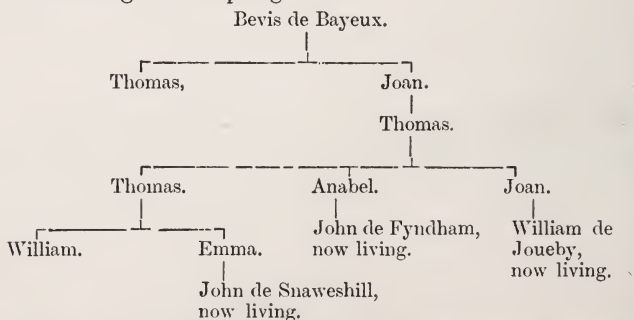 Bevis de Bayeux.
Thomas, Joan.
Thomas.
Thomas. Anabel. Joan.
John de Fyndham, now living.
William de Joueby, now living.
William. Emma.
John de Snaweshill, now living.